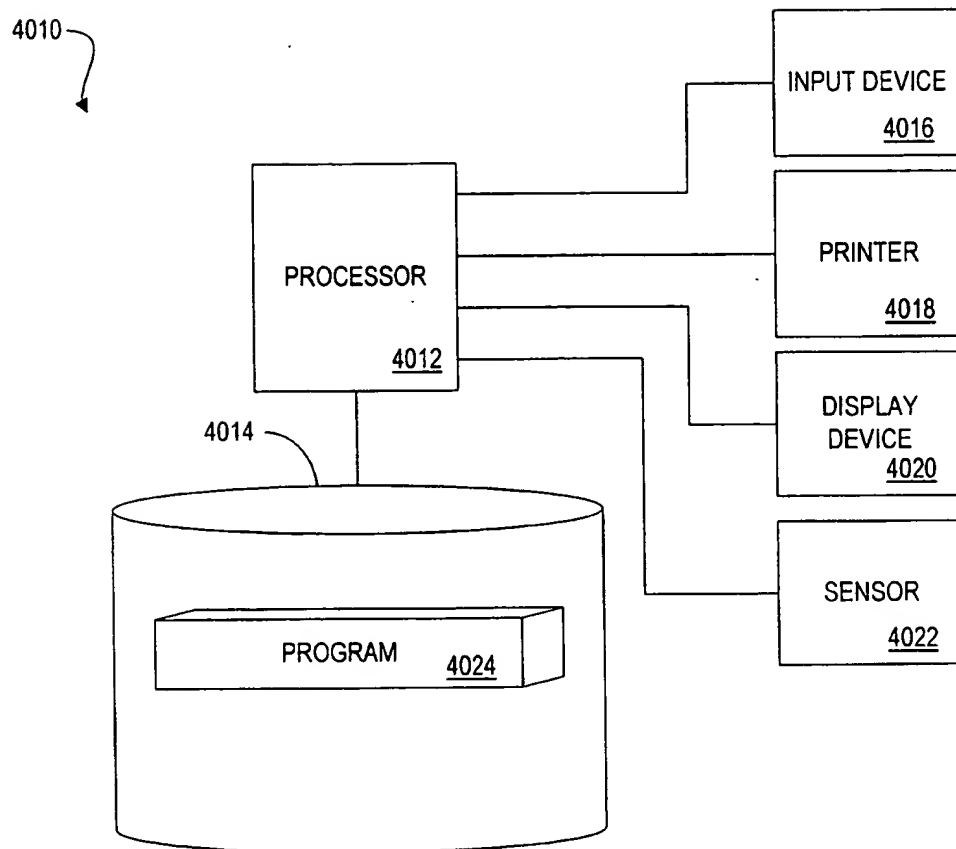 4010
INPUT DEVICE
4016
PROCESSOR
4012
PRINTER
4018
DISPLAY
DEVICE
4020
4014
SENSOR
4022
PROGRAM
4024